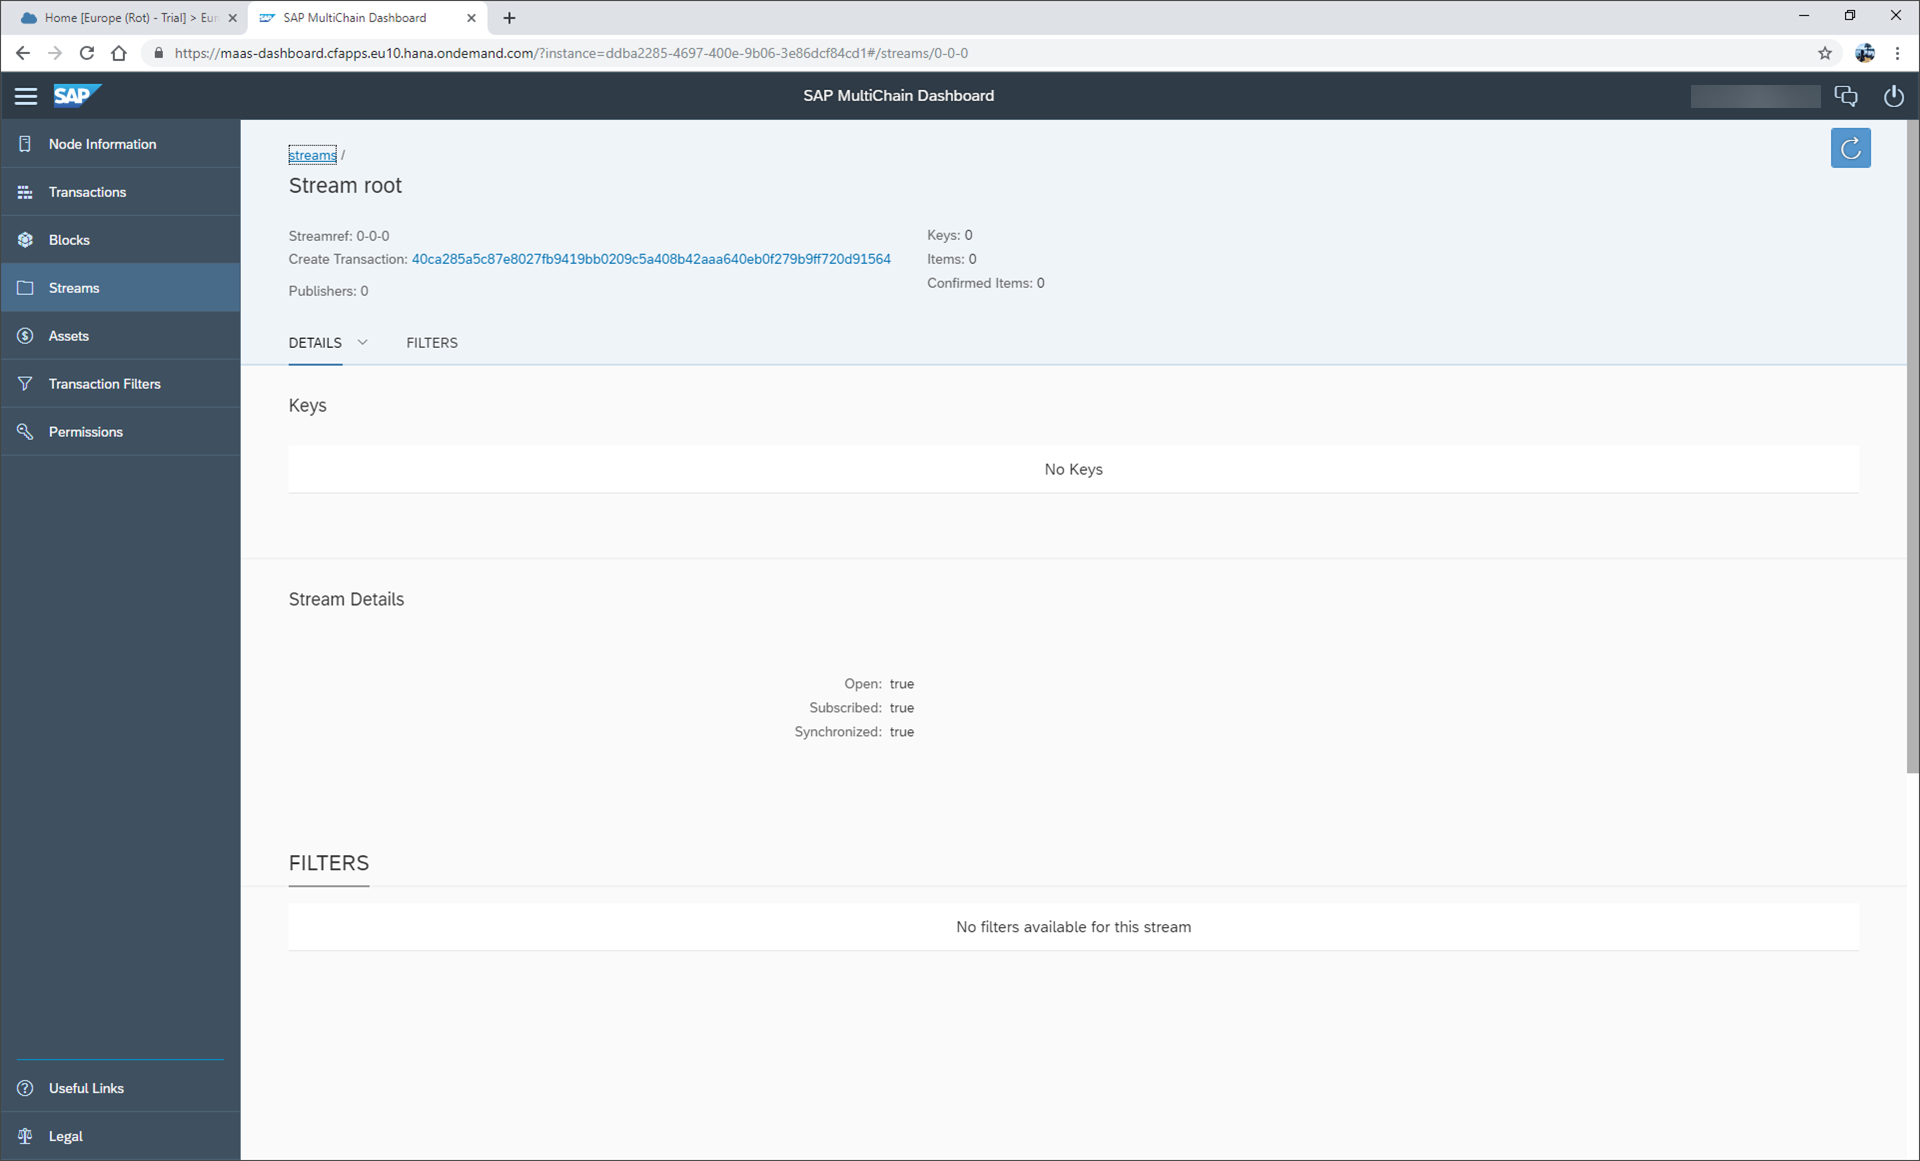 Home [Europe (Rot) - Trial] > Eur
SAP MultiChain Dashboard
https://maas-dashboard.cfapps.eu10.hana.ondemand.com/?instance=ddba2285-4697-400e-9b06-3e86dcf84cd1#/streams/0-0-0
SAP
SAP MultiChain Dashboard
Node Information
Transactions
Blocks
Streams
Assets
Transaction Filters
Permissions
Useful Links
Legal
streams /
Stream root
Streamref: 0-0-0
Create Transaction: 40ca285a5c87e8027fb9419bb0209c5a408b42aaa640eb0f279b9ff720d91564
Publishers: 0
Keys: 0
Items: 0
Confirmed Items: 0
DETAILS
FILTERS
Keys
No Keys
Stream Details
Open: true
Subscribed: true
Synchronized: true
FILTERS
No filters available for this stream